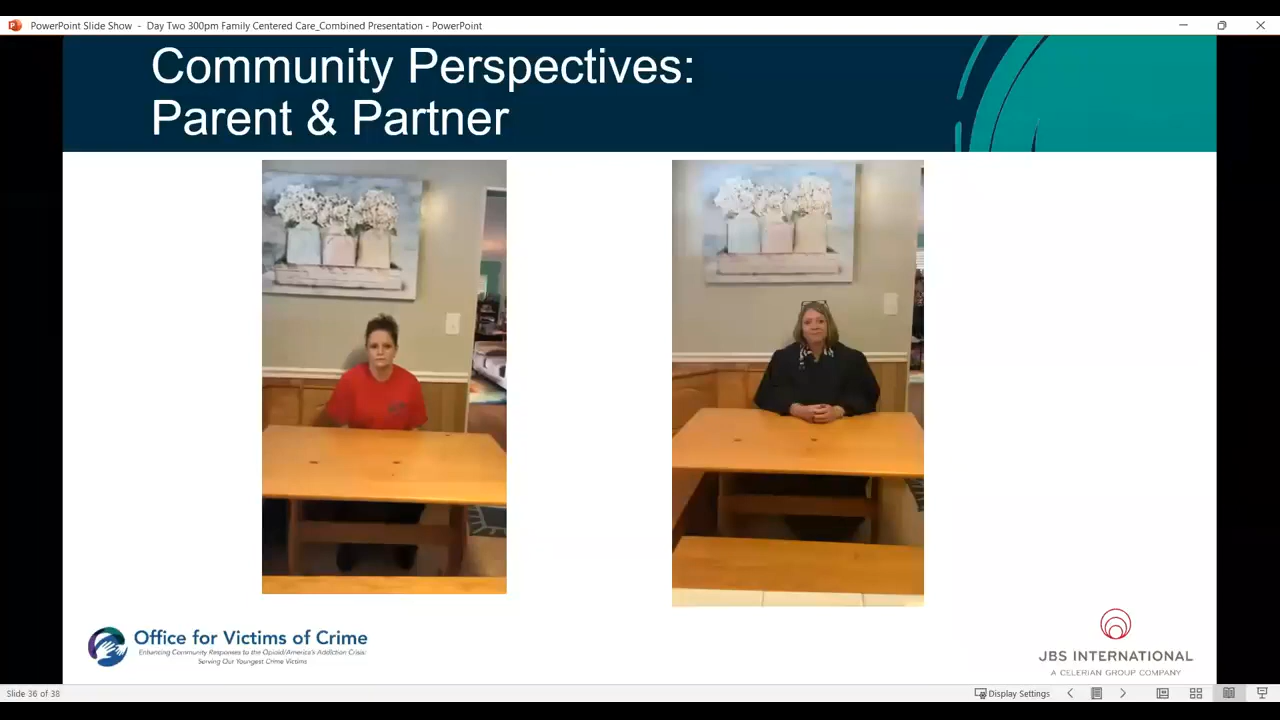 PowerPoint Slide Show - Day Two 300pm Family Centered Care_Combined Presentation - PowerPoint
Community Perspectives:
Parent & Partner
Office for Victims of Crime
Enhancing Community Responses to the Opioid/America's Addiction Crisis:
Serving Our Youngest Crime Victims
JBS INTERNATIONAL
A CELERIAN GROUP COMPANY
Slide 36 of 38
Display Settings